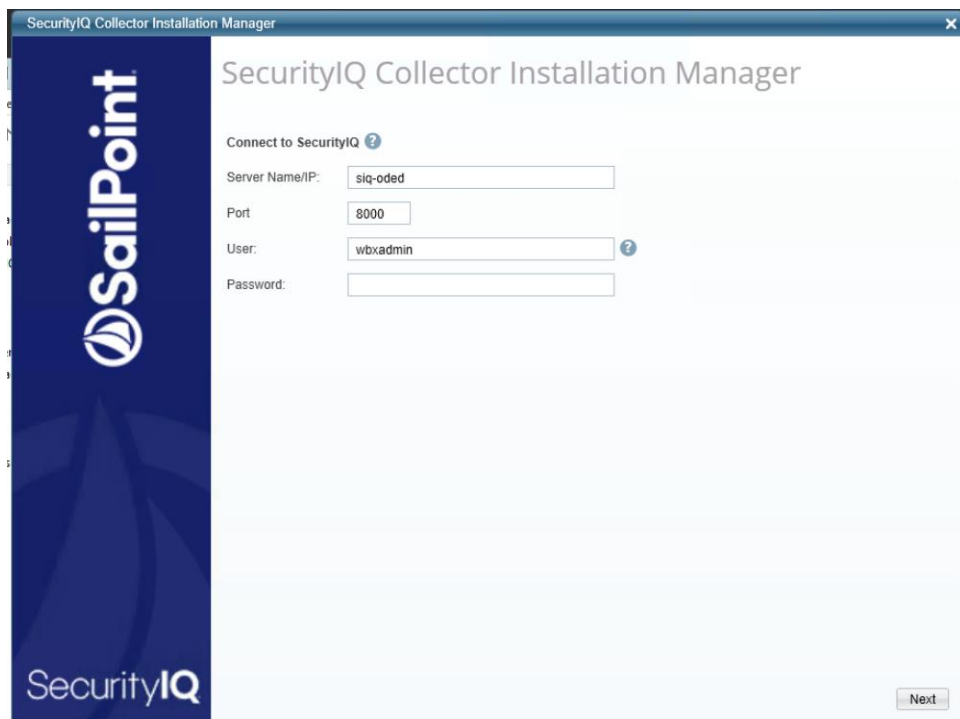 SecurityIQ Collector Installation Manager
SailPoint
SecurityIQ Collector Installation Manager
Connect to SecurityIQ ?
Server Name/IP: siq-oded
Port 8000
User: wbxadmin ?
Password:
SecurityIQ
Next